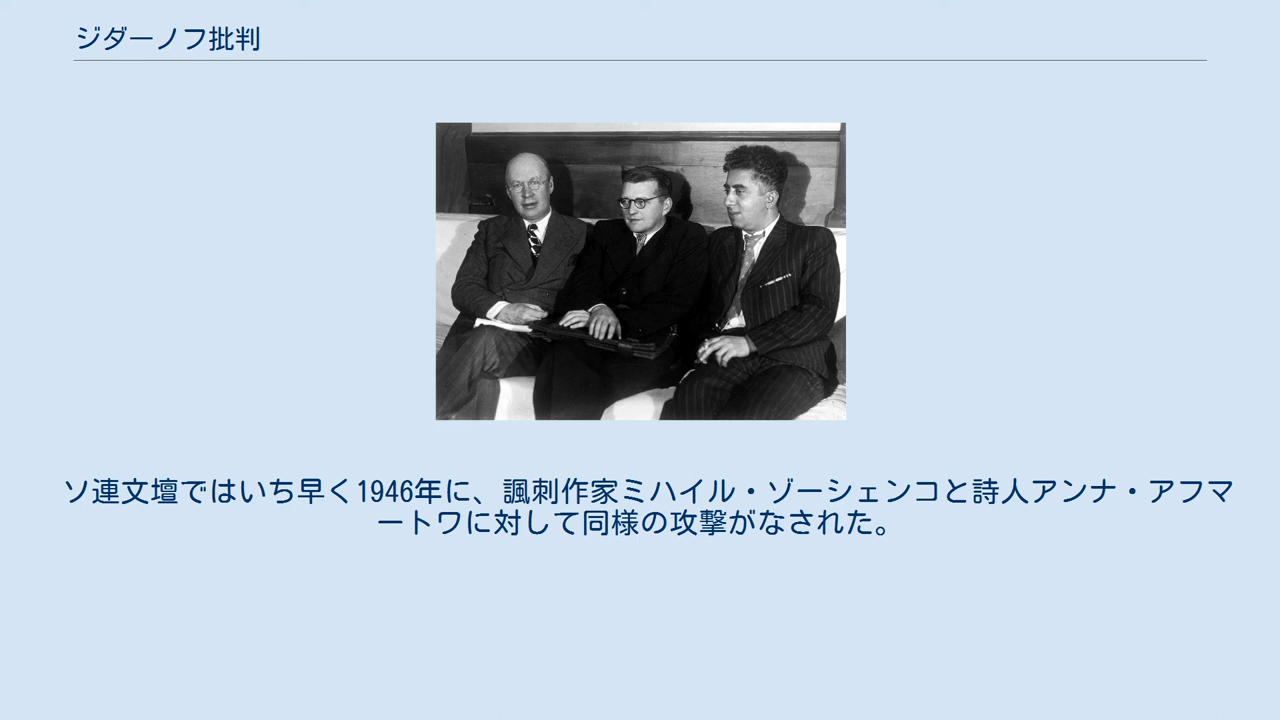 ジダーノフ批判
ソ連文壇ではいち早く1946年に、諷刺作家ミハイル・ゾーシェンコと詩人アンナ・アフマ
ートワに対して同様の攻撃がなされた。